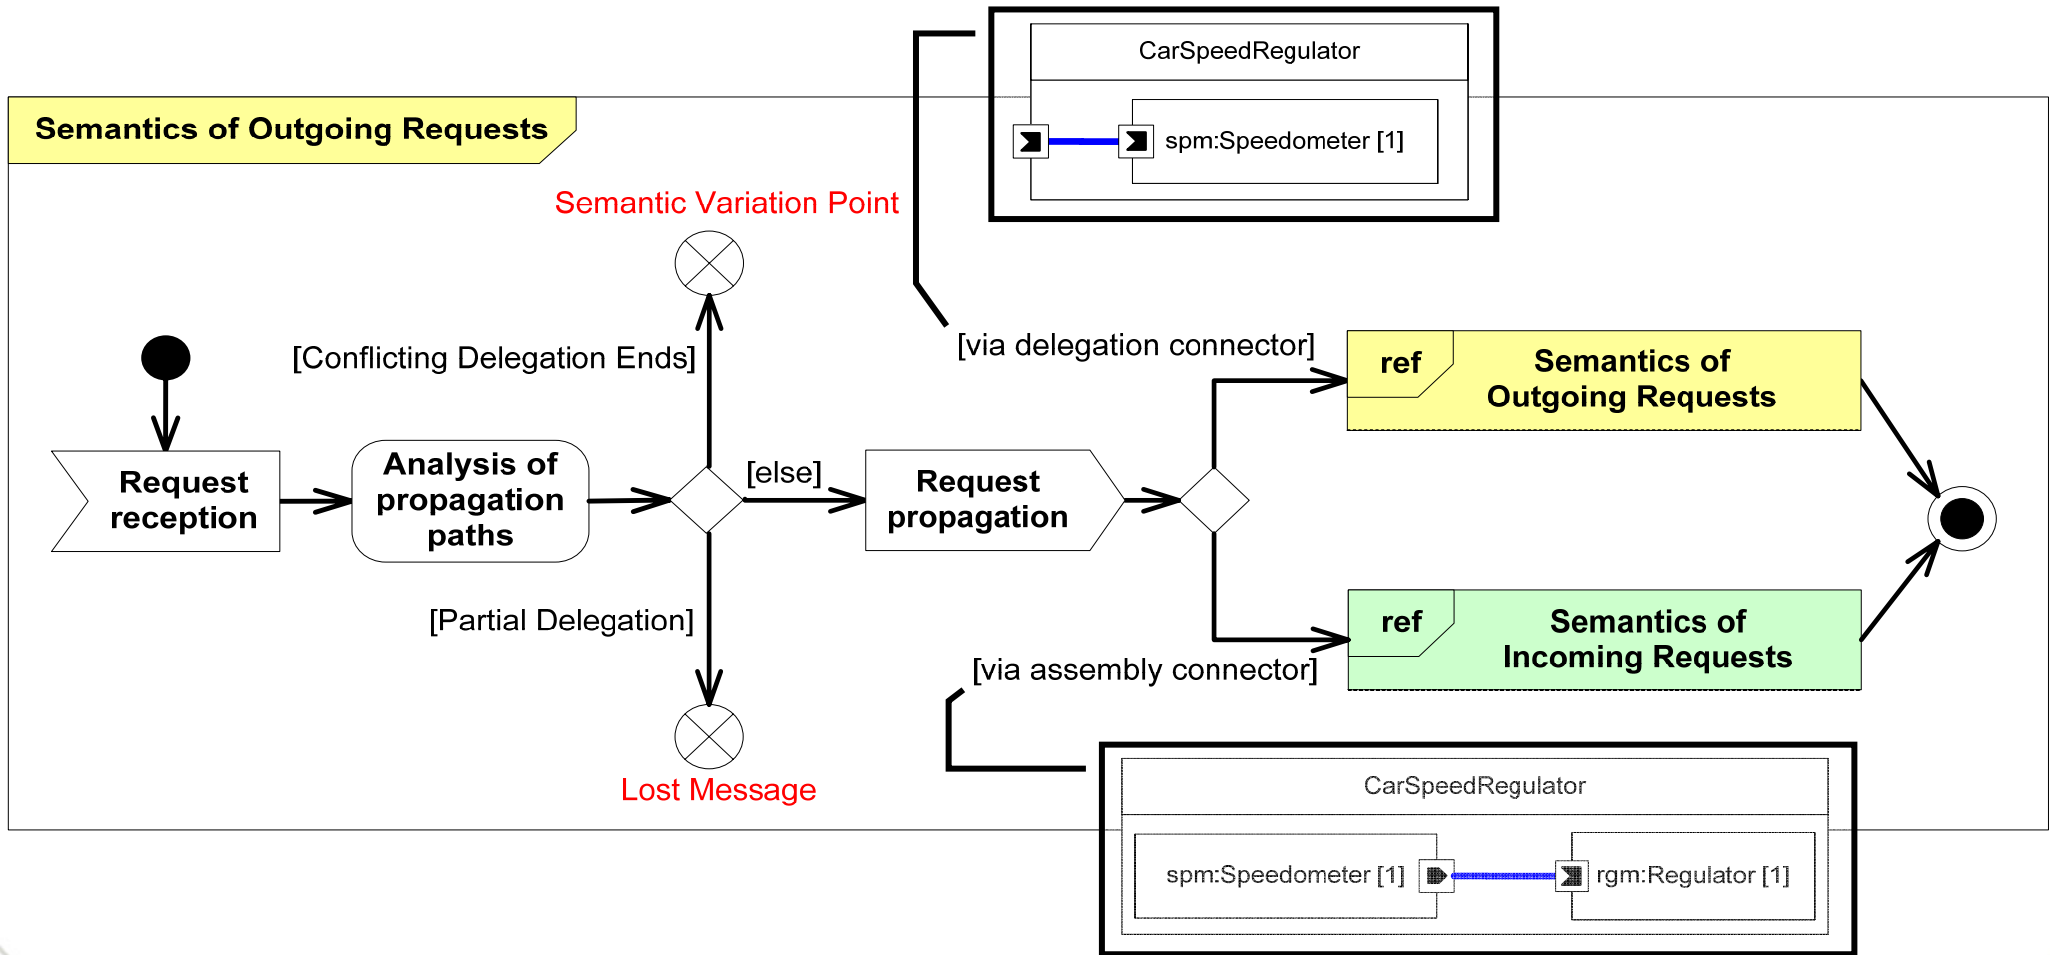 CarSpeedRegulator
Semantics of Outgoing Requests
spm:Speedometer [1]
Semantic Variation Point
[Conflicting Delegation Ends]
[via delegation connector]
ref
Semantics of
Outgoing Requests
Request
reception
Analysis of
propagation
paths
[else]
Request
propagation
[Partial Delegation]
[via assembly connector]
ref
Semantics of
Incoming Requests
Lost Message
CarSpeedRegulator
spm:Speedometer [1]
rgm:Regulator [1]